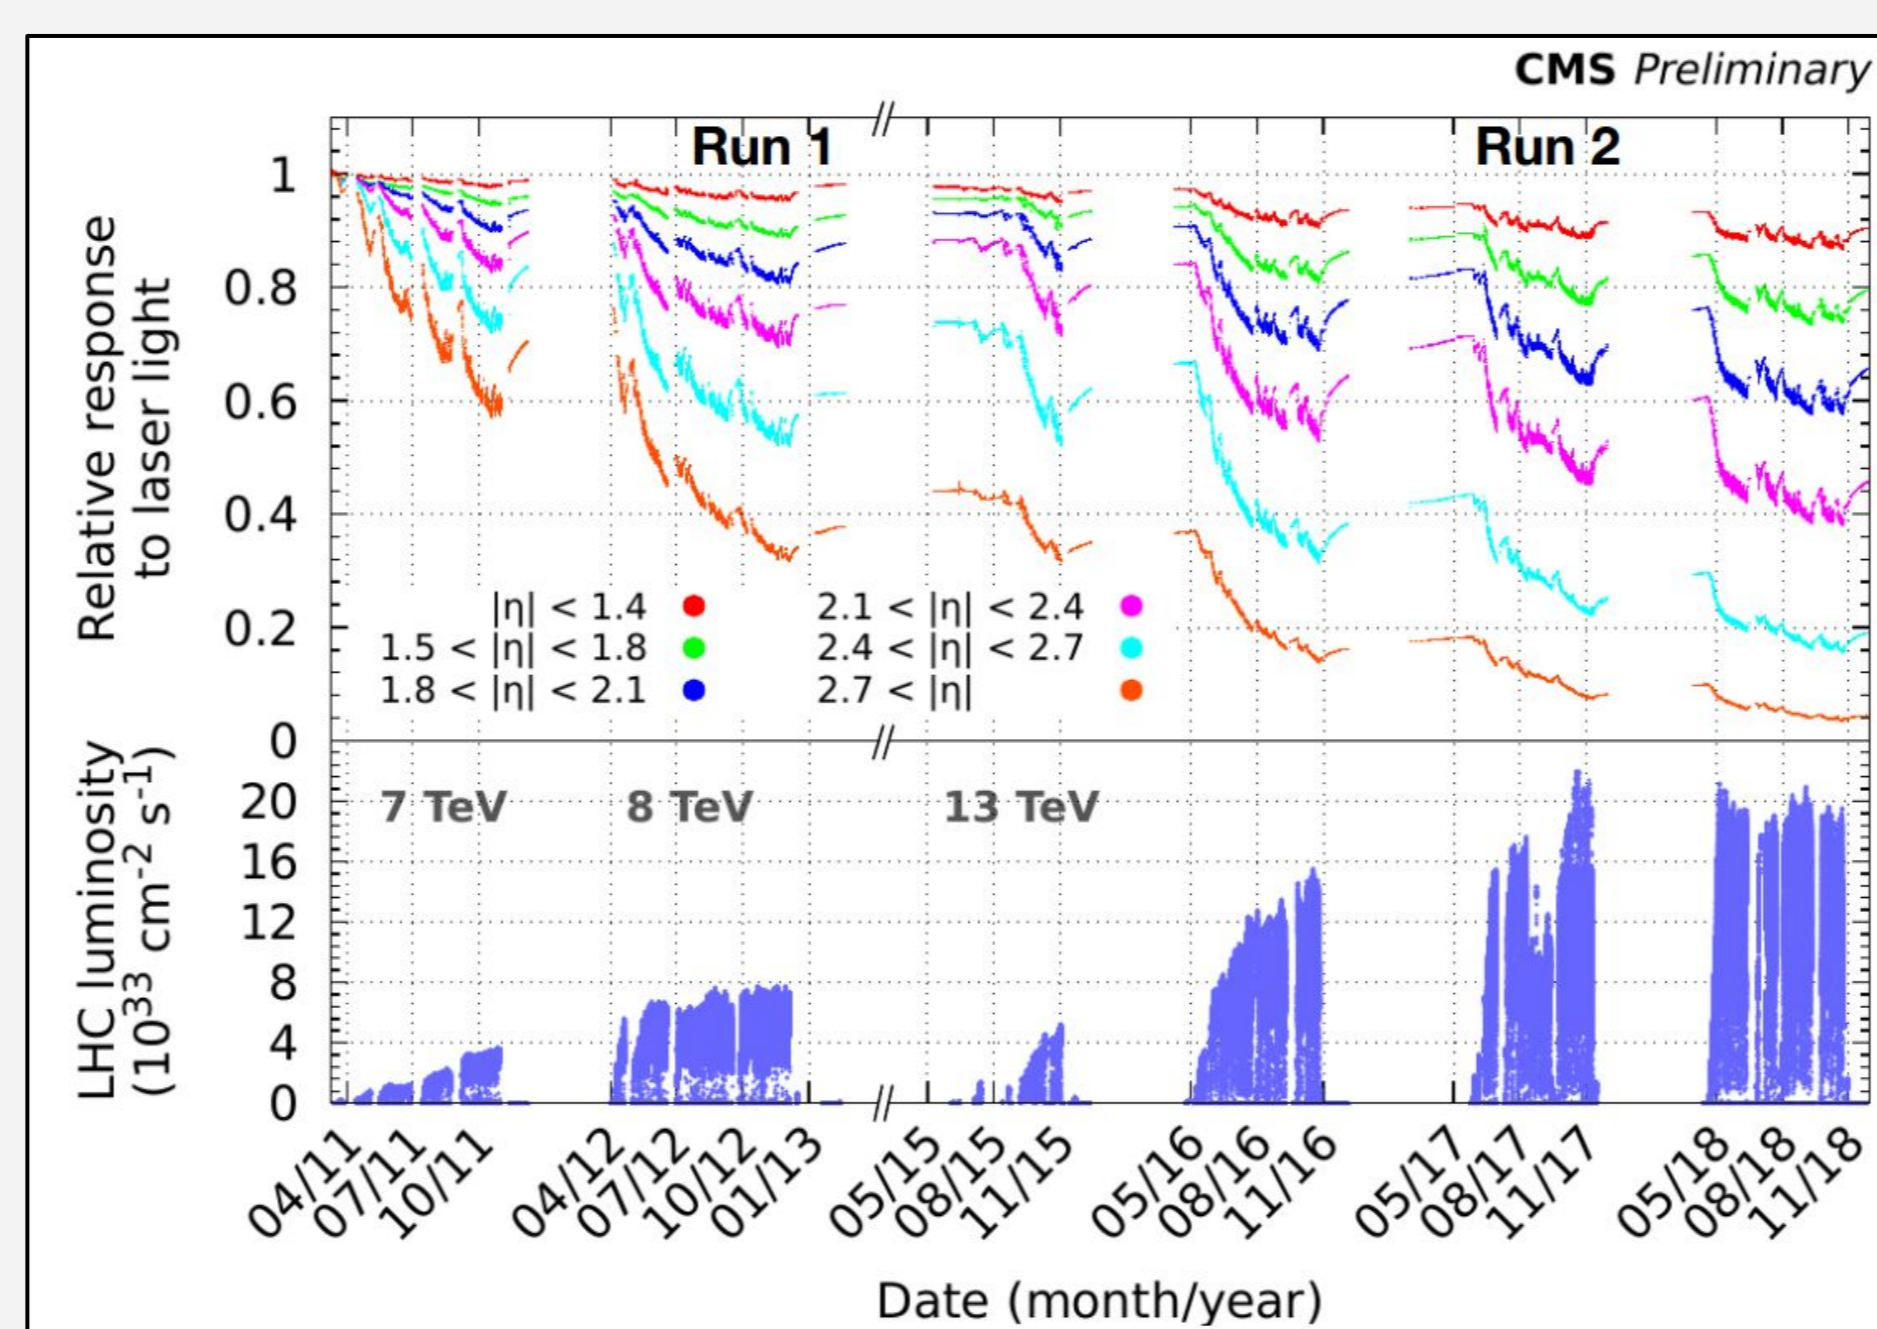 CMS Preliminary
Run 1
Run 2
Relative response
to laser light
1
0.8
0.6
0.4
0.2
0
|η| < 1.4
1.5 < |η| < 1.8
1.8 < |η| < 2.1
2.1 < |η| < 2.4
2.4 < |η| < 2.7
2.7 < |η|
LHC luminosity
(10³³ cm⁻² s⁻¹)
7 TeV
8 TeV
13 TeV
20
16
12
8
4
0
04/11
07/11
10/11
04/12
07/12
10/12
01/13
05/15
08/15
11/15
05/16
08/16
11/16
05/17
08/17
11/17
05/18
08/18
11/18
Date (month/year)